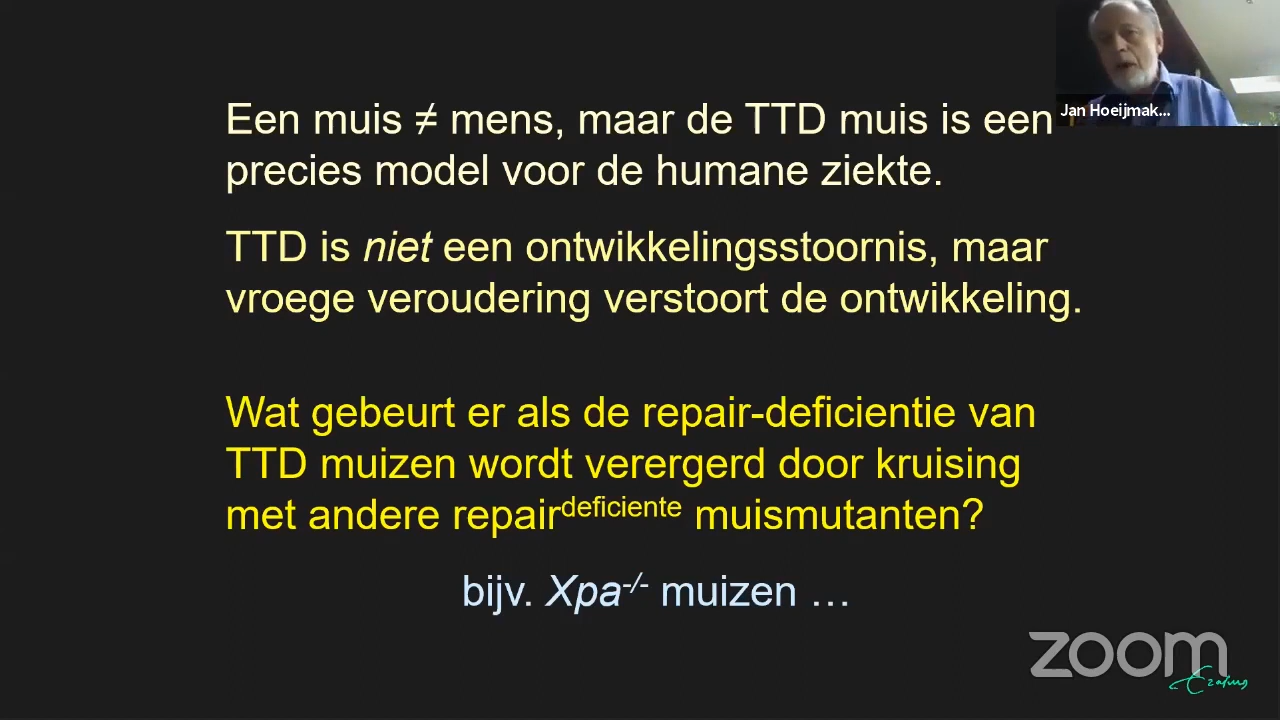 Een muis ≠ mens, maar de TTD muis is een
precies model voor de humane ziekte.
TTD is niet een ontwikkelingsstoornis, maar
vroege veroudering verstoort de ontwikkeling.
Wat gebeurt er als de repair-deficientie van
TTD muizen wordt verergerd door kruising
met andere repairdeficiente muismutanten?
bijv. Xpa-/- muizen …
Jan Hoeijmak...
zoom
Erasmus